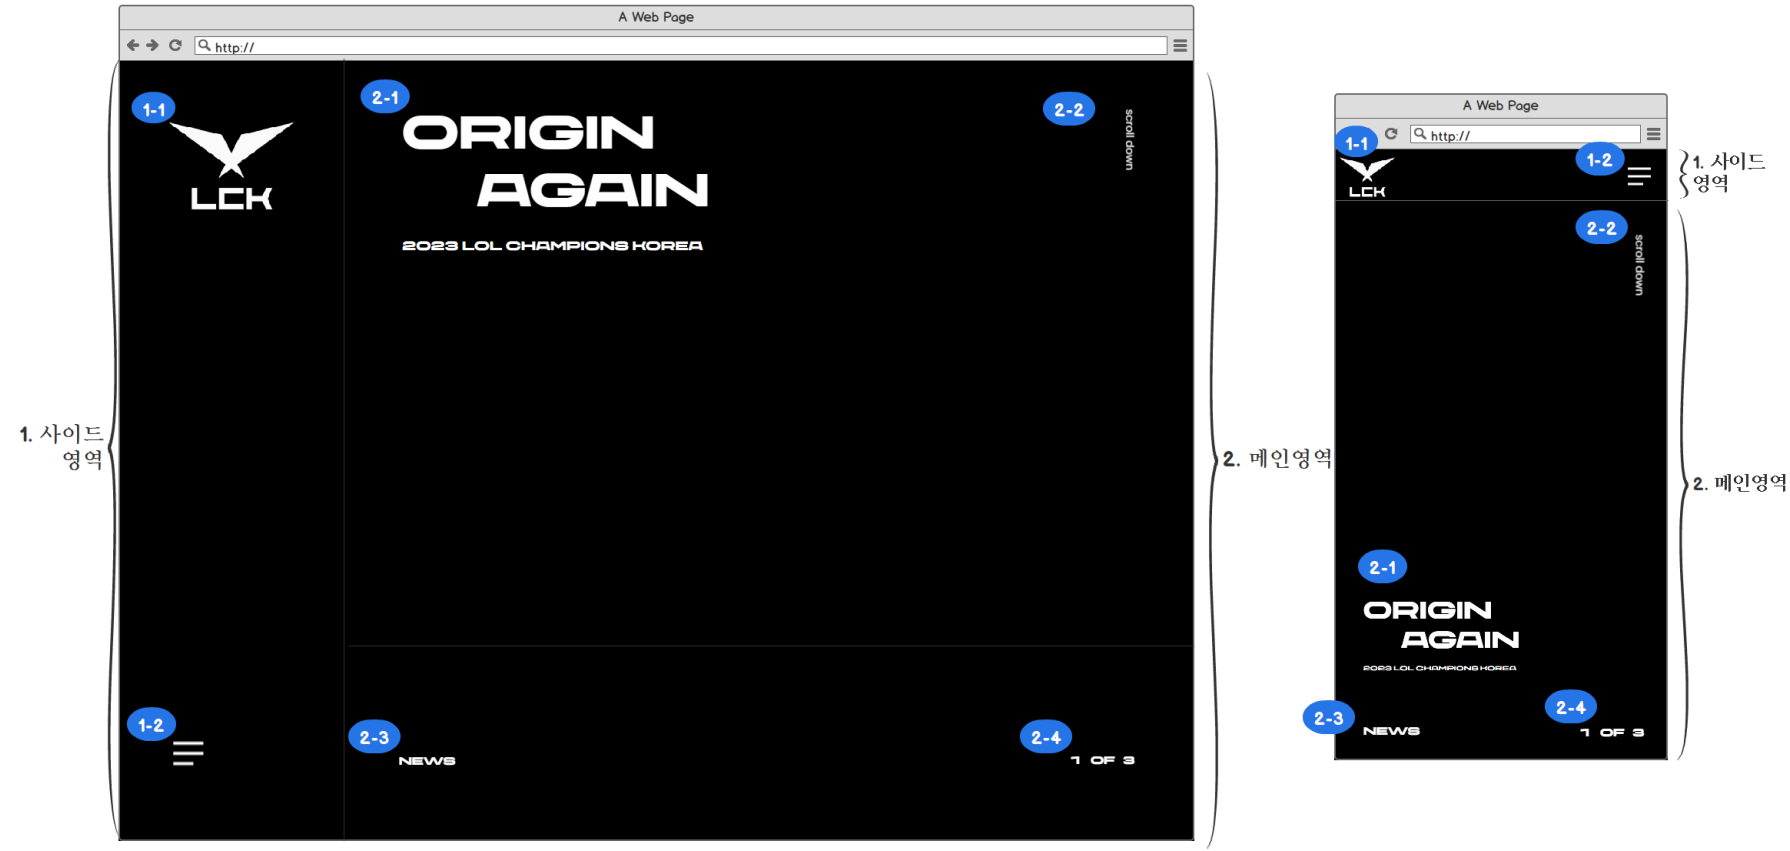 A Web Page
http://
1-1
LCK
1-2
1. 사이드
영역
2-1
ORIGIN
AGAIN
2023 LOL CHAMPIONS KOREA
2-2
scroll down
2-3
NEWS
2-4
1 OF 3
2. 메인영역
A Web Page
http://
1-1
LCK
1-2
1. 사이드
영역
2-2
scroll down
2. 메인영역
2-1
ORIGIN
AGAIN
2023 LOL CHAMPIONS KOREA
2-3
NEWS
2-4
1 OF 3